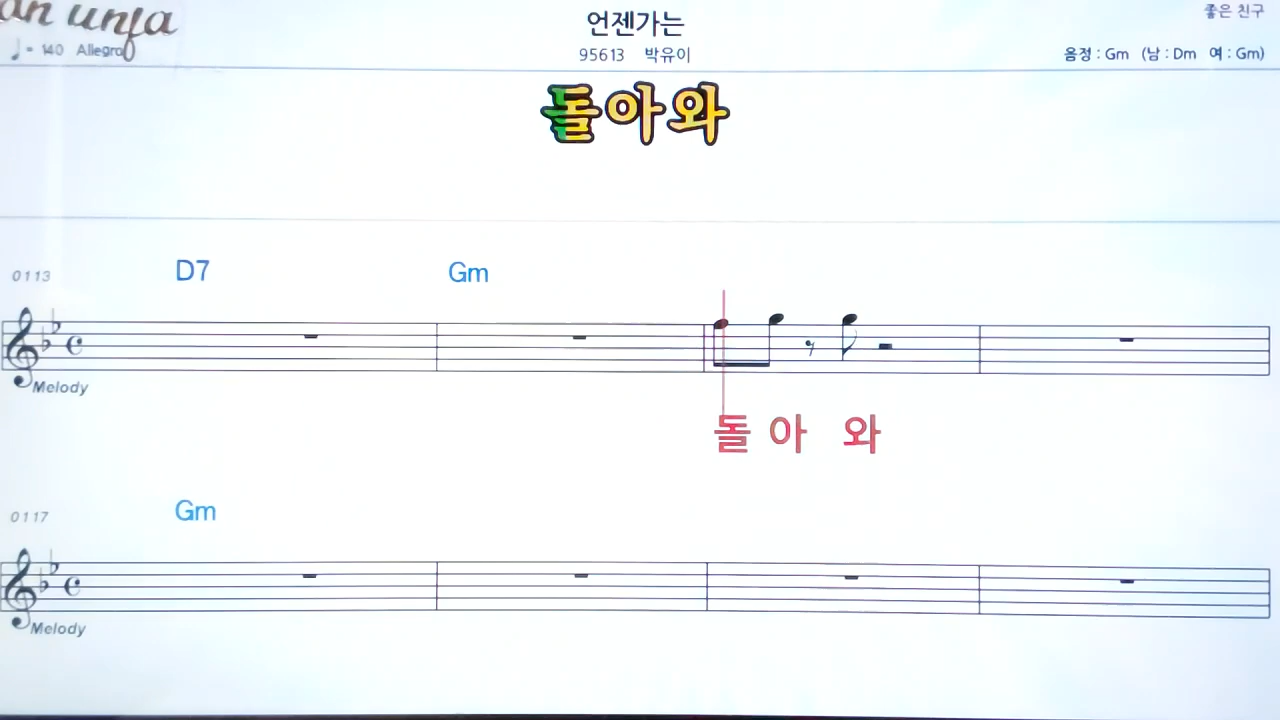 언젠가는
좋은 친구
♩= 140 Allegro
95613 박유이
음정 : Gm (남 : Dm 여 : Gm)
돌아와
0113
D7 Gm
Melody
돌 아 와
0117
Gm
Melody